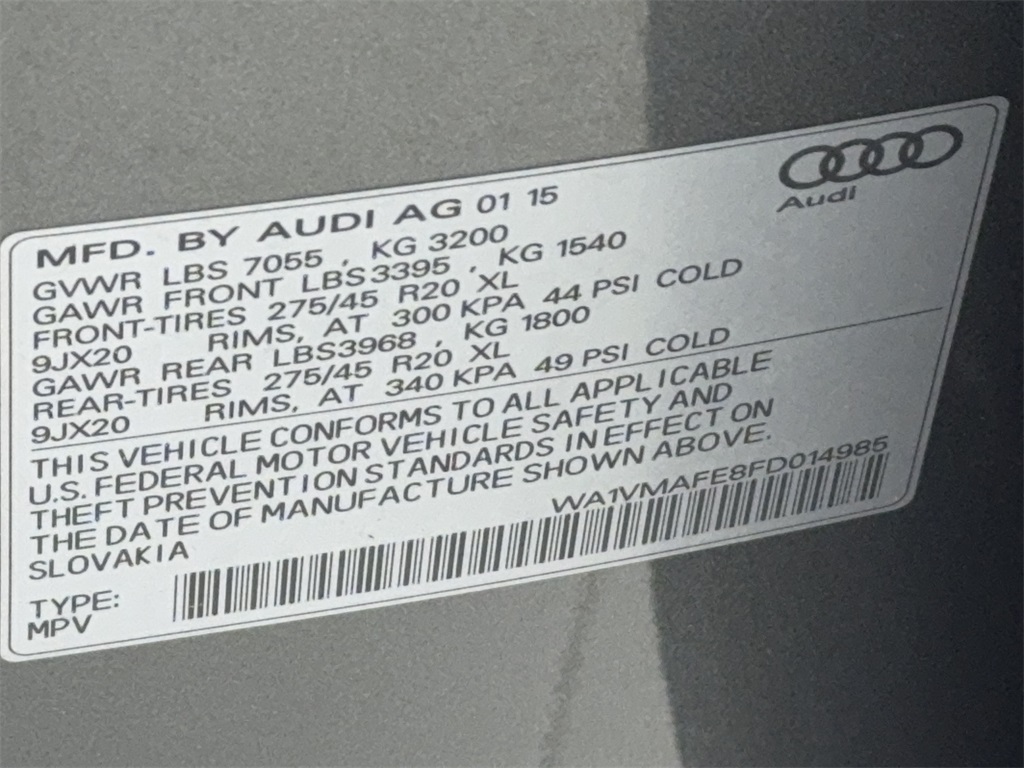 Audi
MFD. BY AUDI AG 01 15
GVWR LBS 7055 , KG 3200
GAWR FRONT LBS3395 , KG 1540
FRONT-TIRES 275/45 R20 XL
9JX20 RIMS, AT 300 KPA 44 PSI COLD
GAWR REAR LBS3968 , KG 1800
REAR-TIRES 275/45 R20 XL
9JX20 RIMS, AT 340 KPA 49 PSI COLD
THIS VEHICLE CONFORMS TO ALL APPLICABLE
U.S. FEDERAL MOTOR VEHICLE SAFETY AND
THEFT PREVENTION STANDARDS IN EFFECT ON
THE DATE OF MANUFACTURE SHOWN ABOVE.
SLOVAKIA
WA1VMAFE8FD014985
TYPE:
MPV